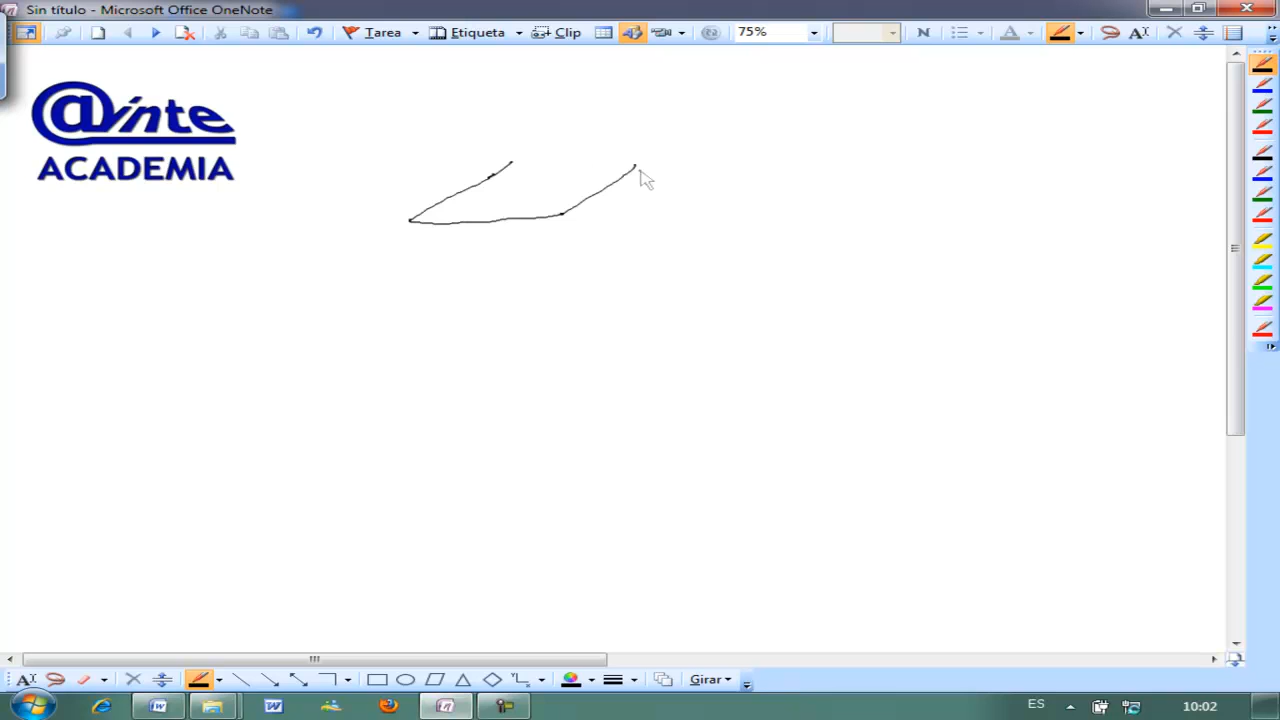 Sin título - Microsoft Office OneNote
Tarea Etiqueta Clip 75% N A A
@inte
ACADEMIA
A Girar
ES 10:02